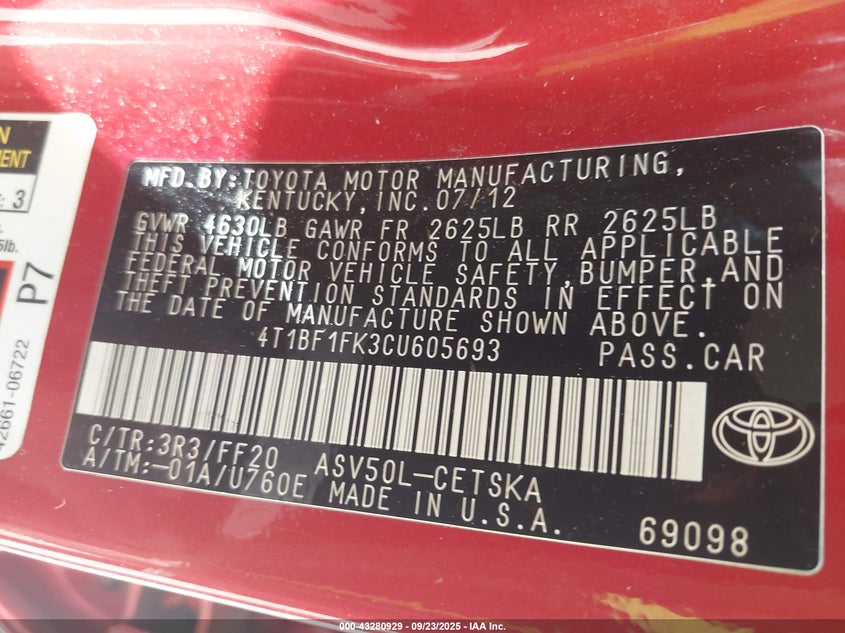 MFD.BY:TOYOTA MOTOR MANUFACTURING,
KENTUCKY,INC.07/12
GVWR 4630LB GAWR FR 2625LB RR 2625LB
THIS VEHICLE CONFORMS TO ALL APPLICABLE
FEDERAL MOTOR VEHICLE SAFETY,BUMPER,AND
THEFT PREVENTION STANDARDS IN EFFECT ON
THE DATE OF MANUFACTURE SHOWN ABOVE.
4T1BF1FK3CU605693 PASS.CAR
C/TR:3R3/FF20 ASV50L-CETSKA
A/TM:-01A/U760E MADE IN U.S.A.
69098
3
P7
42661-06722
000-43280929 - 09/23/2025 - IAA Inc.